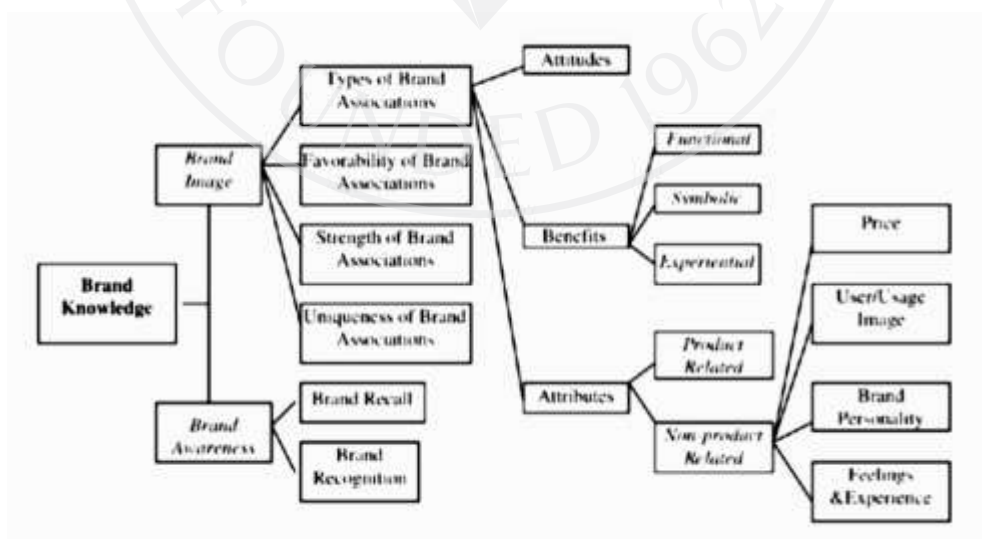 FOUNDED 1962
Attitudes
Types of Brand
Associations
Functional
Brand
Image
Favorability of Brand
Associations
Symbolic
Price
Strength of Brand
Associations
Benefits
Experiential
Brand
Knowledge
User/Usage
Image
Uniqueness of Brand
Associations
Product
Related
Brand Recall
Attributes
Brand
Personality
Brand
Awareness
Non-product
Related
Brand
Recognition
Feelings
&Experience